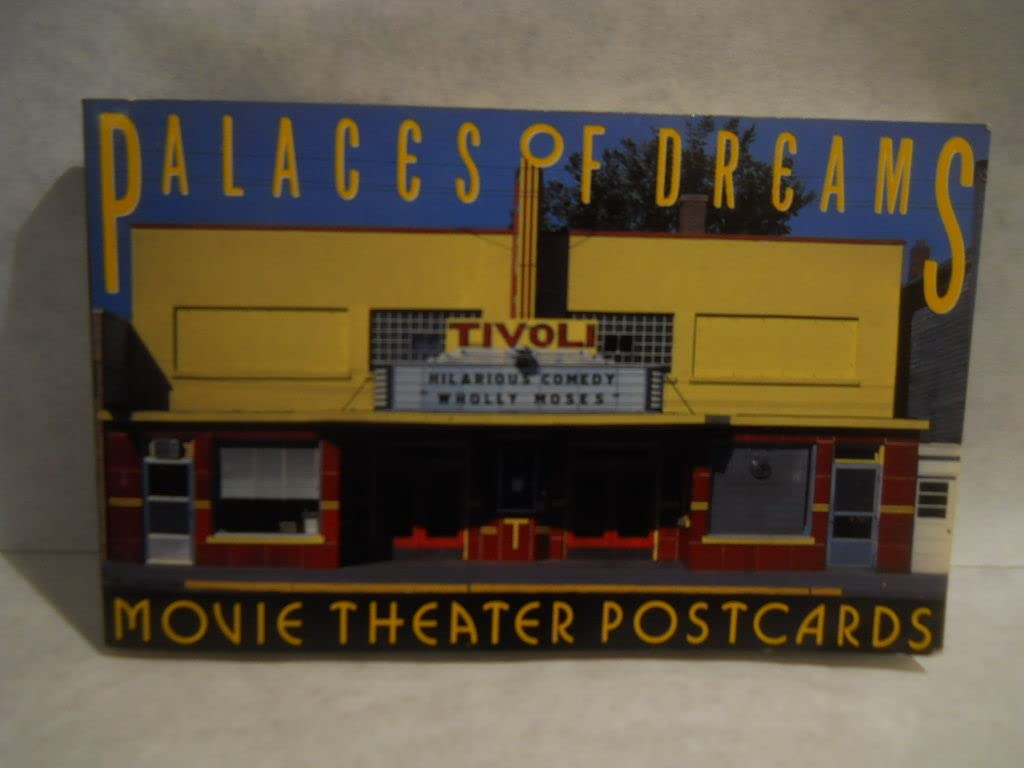 PALACES OF DREAMS
TIVOLI
HILARIOUS COMEDY
"WHOLLY MOSES"
T
MOVIE THEATER POSTCARDS